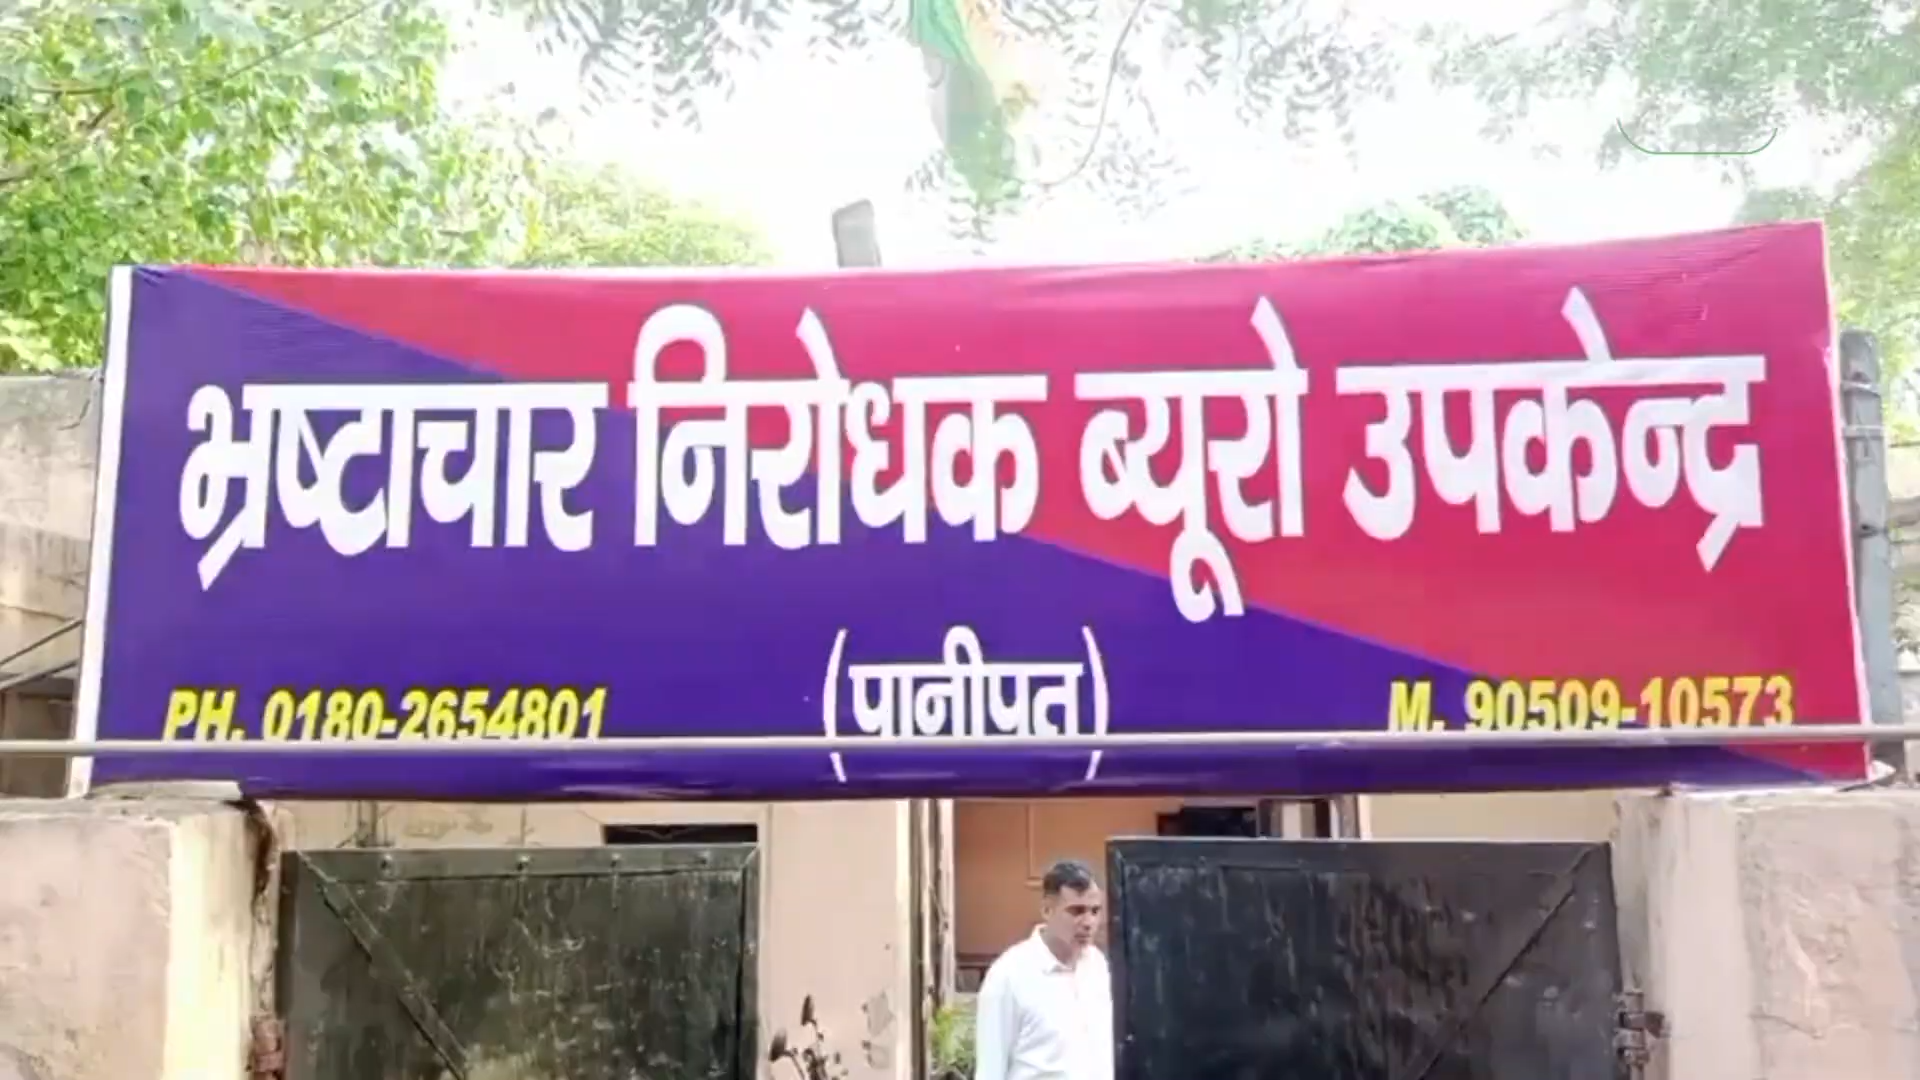 भ्रष्टाचार निरोधक ब्यूरो उपकेन्द्र
(पानीपत)
PH. 0180-2654801 M. 90509-10573